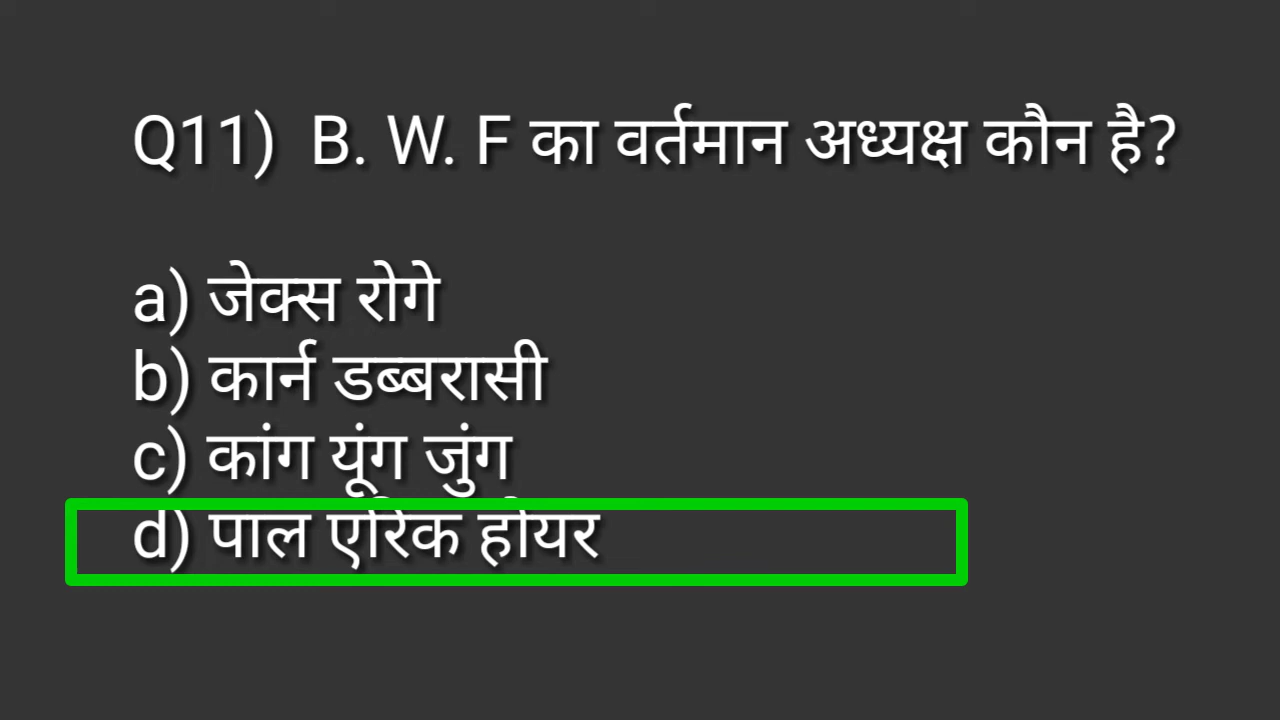 Q11) B. W. F का वर्तमान अध्यक्ष कौन है?
a) जेक्स रोगे
b) कार्न डब्बरासी
c) कांग यूंग जुंग
d) पाल एरिक हीयर